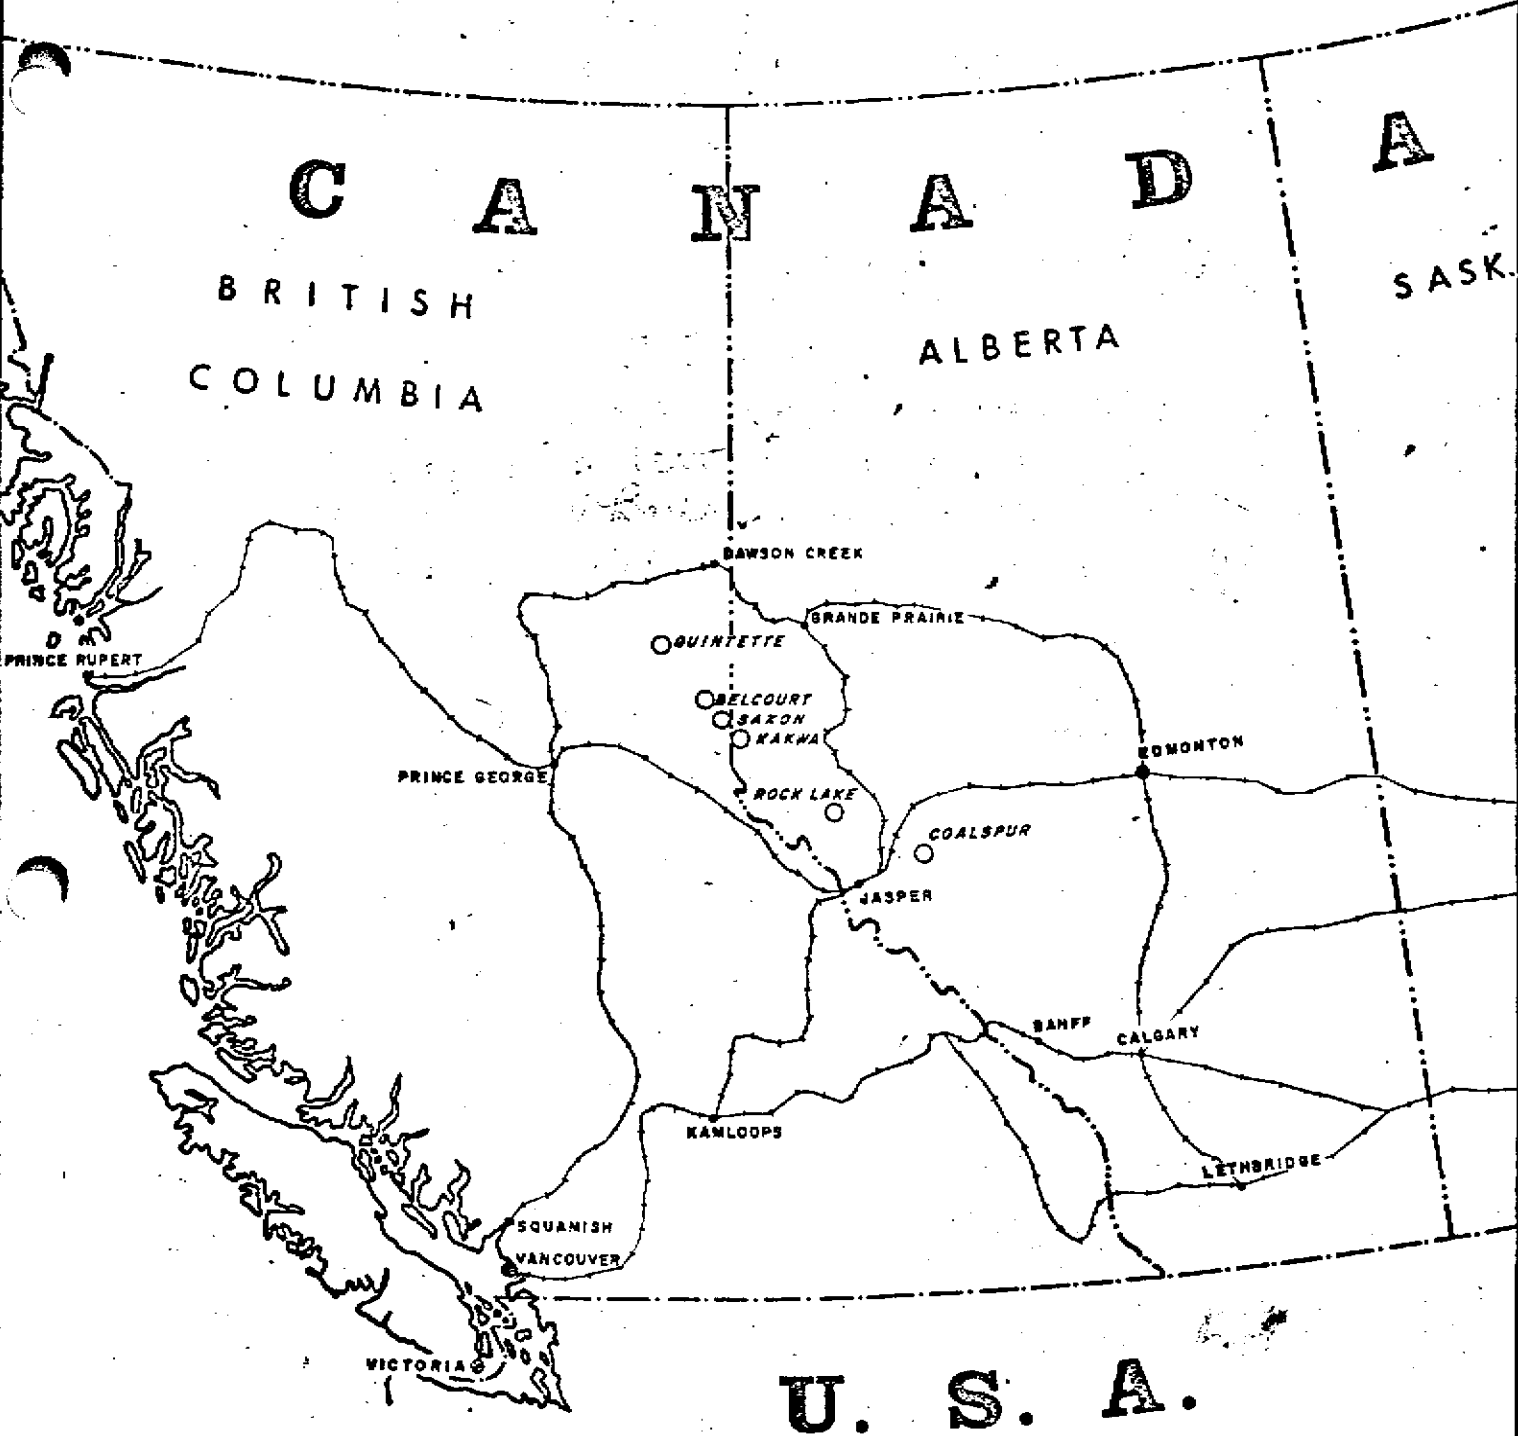 C A N A D A
BRITISH
COLUMBIA
ALBERTA
SASK.
DAWSON CREEK
GRANDE PRAIRIE
QUINTETTE
PRINCE RUPERT
BELCOURT
SAXON
KAKWA
EDMONTON
PRINCE GEORGE
ROCK LAKE
COALSPUR
JASPER
BANFF
CALGARY
KAMLOOPS
LETHBRIDGE
SQUAMISH
VANCOUVER
VICTORIA
U. S. A.